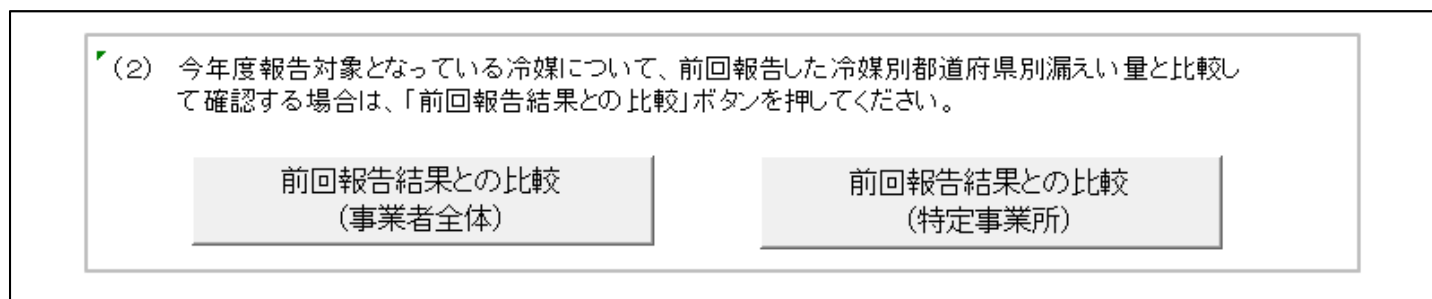 (2) 今年度報告対象となっている冷媒について、前回報告した冷媒別都道府県別漏えい量と比較し
て確認する場合は、「前回報告結果との比較」ボタンを押してください。
前回報告結果との比較
(事業者全体)
前回報告結果との比較
(特定事業所)